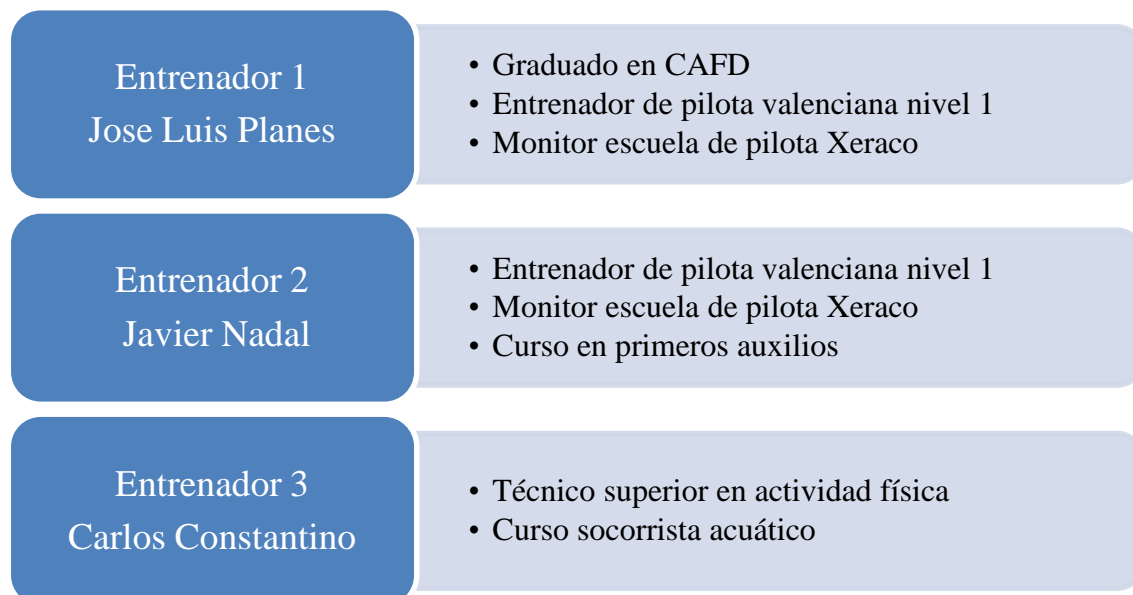 Entrenador 1
Jose Luis Planes
• Graduado en CAFD
• Entrenador de pilota valenciana nivel 1
• Monitor escuela de pilota Xeraco
Entrenador 2
Javier Nadal
• Entrenador de pilota valenciana nivel 1
• Monitor escuela de pilota Xeraco
• Curso en primeros auxilios
Entrenador 3
Carlos Constantino
• Técnico superior en actividad física
• Curso socorrista acuático